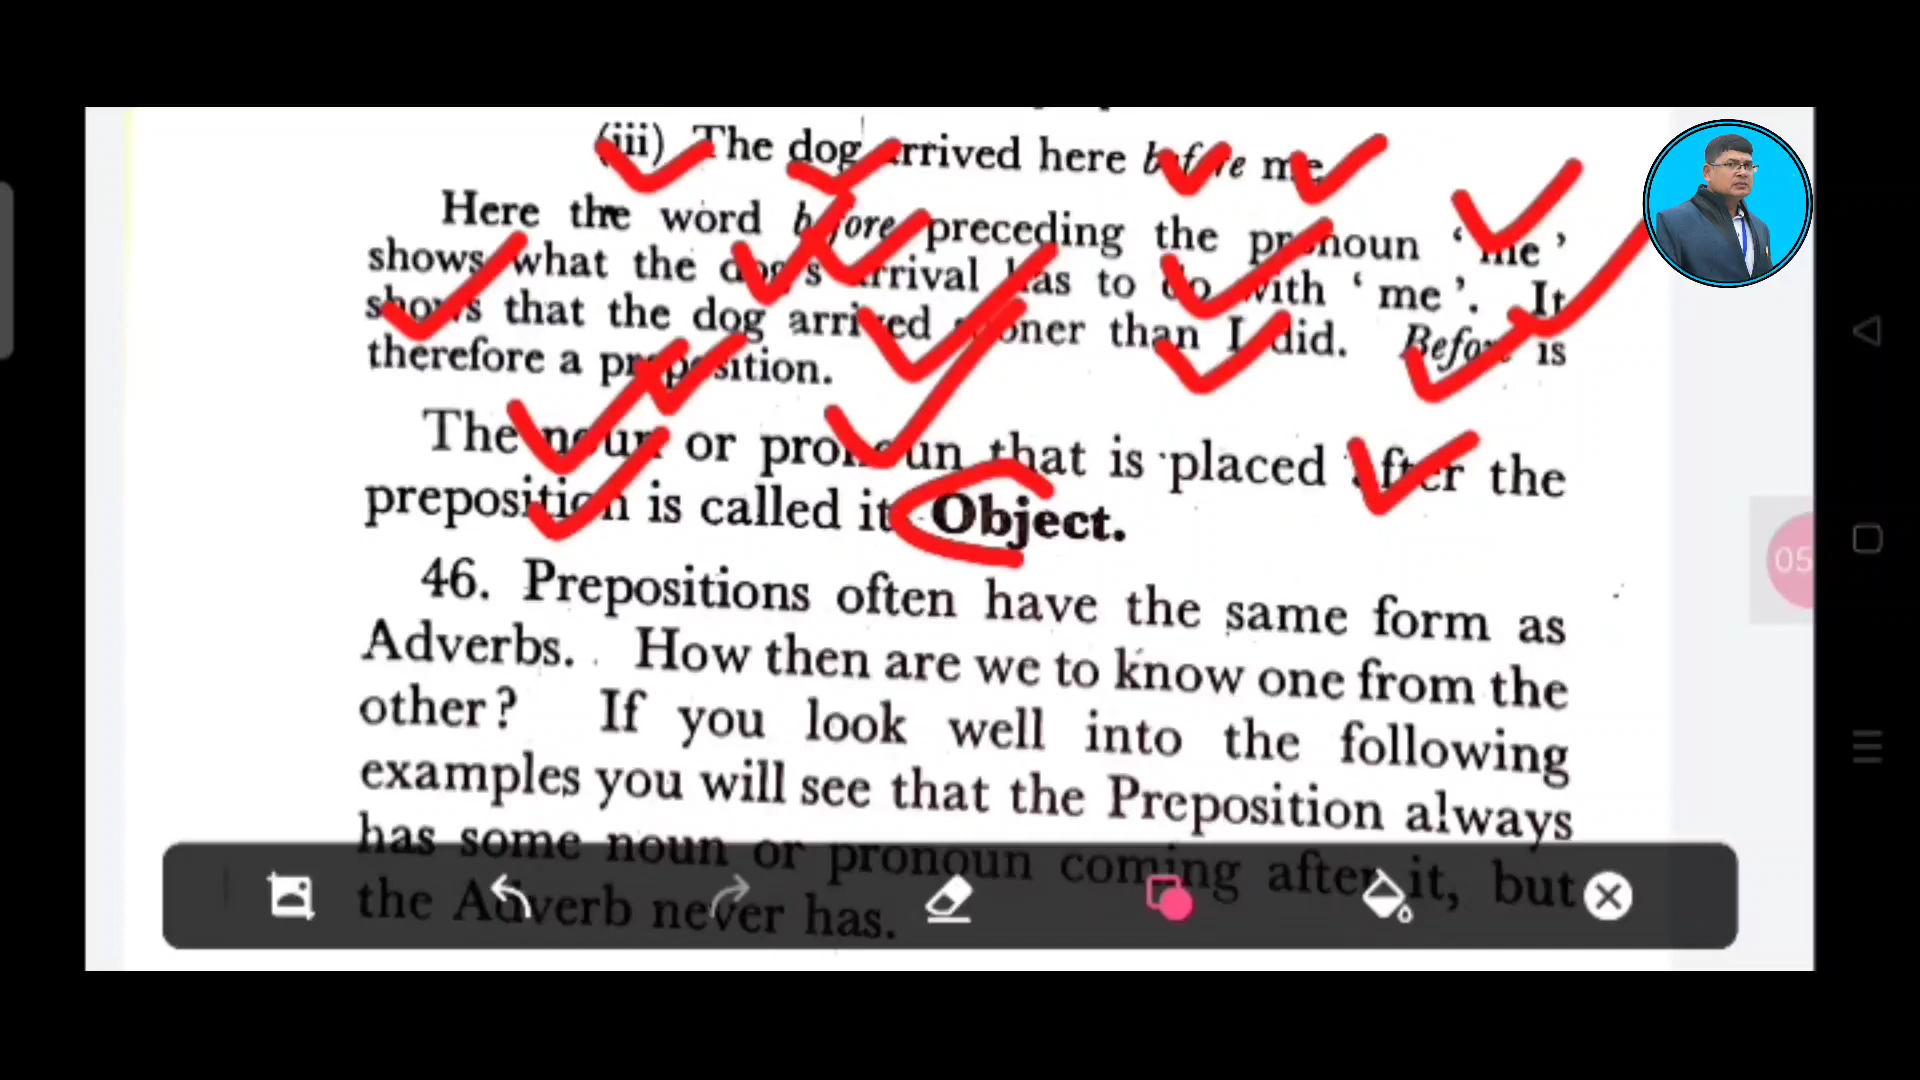 (iii) The dog arrived here before me.
Here the word before preceding the pronoun ‘ me ’
shows what the dog's arrival has to do with ‘ me ’. It
shows that the dog arrived sooner than I did. Before is
therefore a preposition.
The noun or pronoun that is placed after the
preposition is called its Object.
46. Prepositions often have the same form as
Adverbs. How then are we to know one from the
other? If you look well into the following
examples you will see that the Preposition always
has some noun or pronoun coming after it, but
the Adverb never has.
05